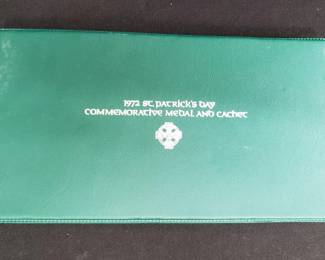 1972 St. Patrick's Day
Commemorative Medal and Cachet